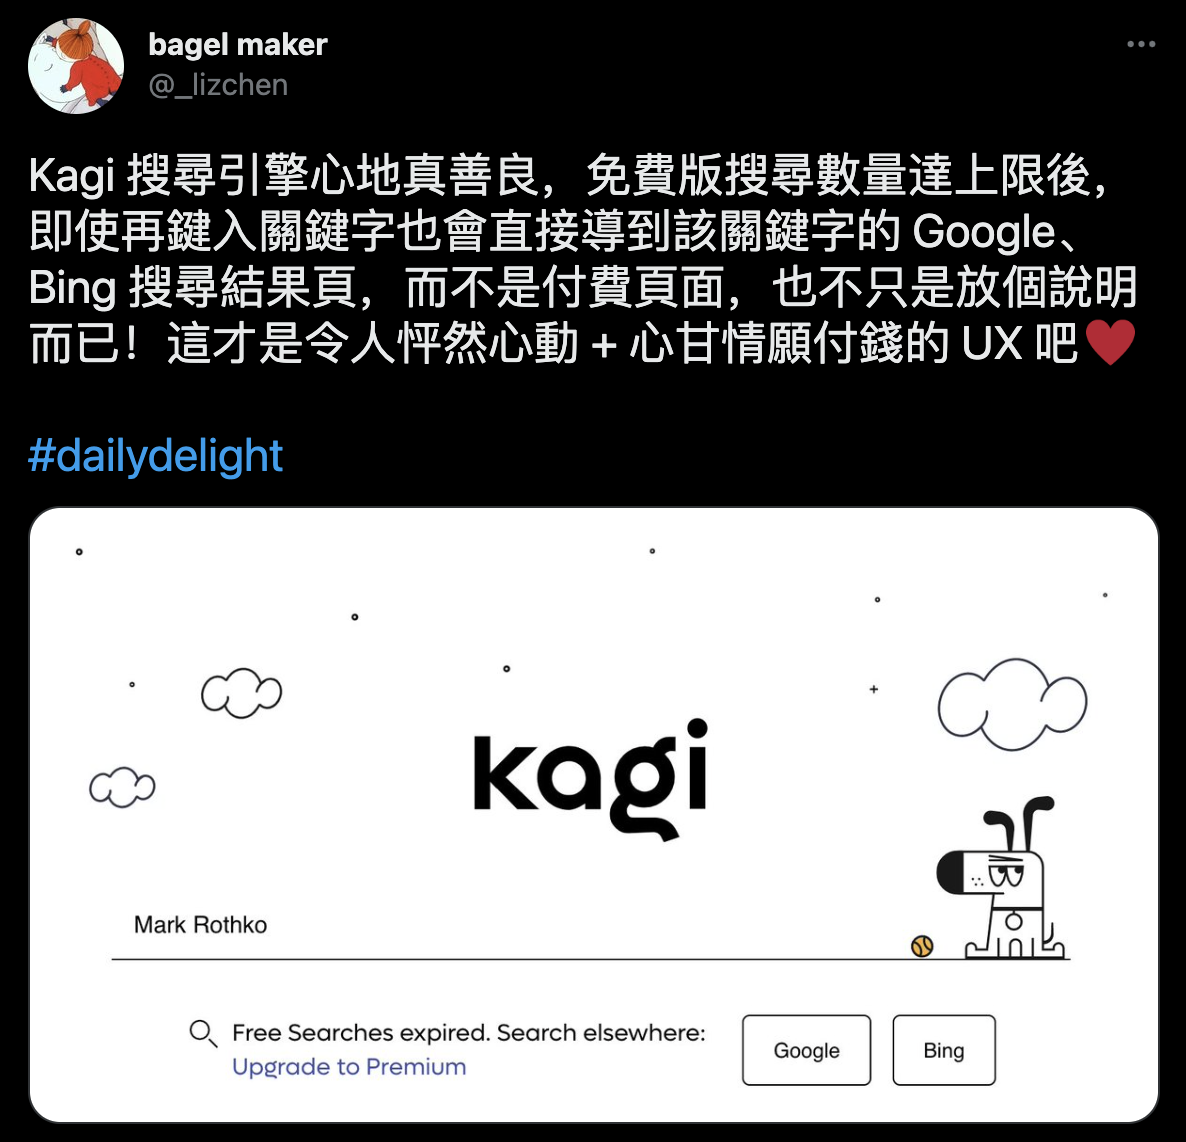 bagel maker
@_lizchen
Kagi 搜尋引擎心地真善良，免費版搜尋數量達上限後，
即使再鍵入關鍵字也會直接導到該關鍵字的 Google、
Bing 搜尋結果頁，而不是付費頁面，也不只是放個說明
而已！這才是令人怦然心動 + 心甘情願付錢的 UX 吧♥️
#dailydelight
kagi
Mark Rothko
Free Searches expired. Search elsewhere:
Upgrade to Premium
Google
Bing